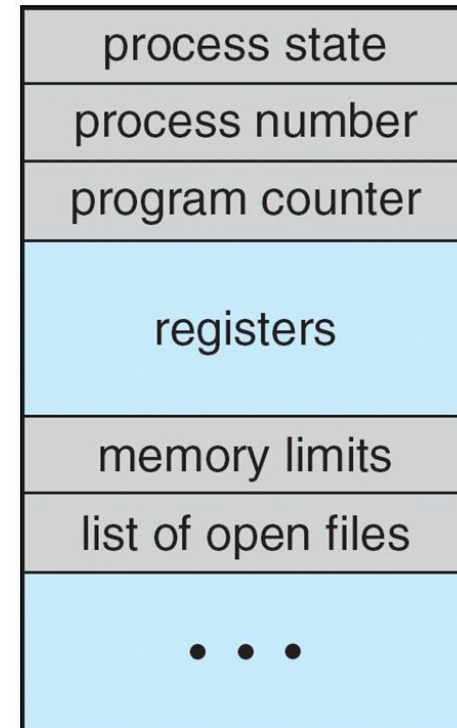 process state
process number
program counter
registers
memory limits
list of open files
• • •